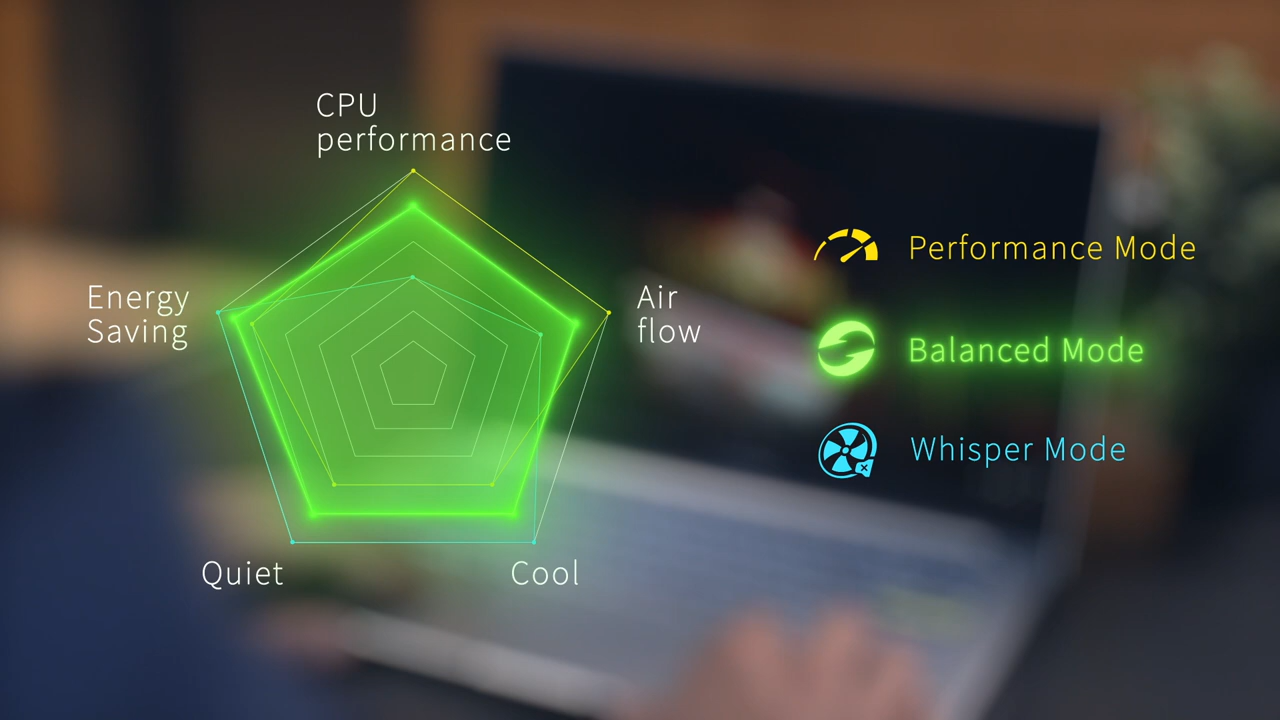 CPU
performance
Energy
Saving
Air
flow
Quiet
Cool
Performance Mode
Balanced Mode
Whisper Mode